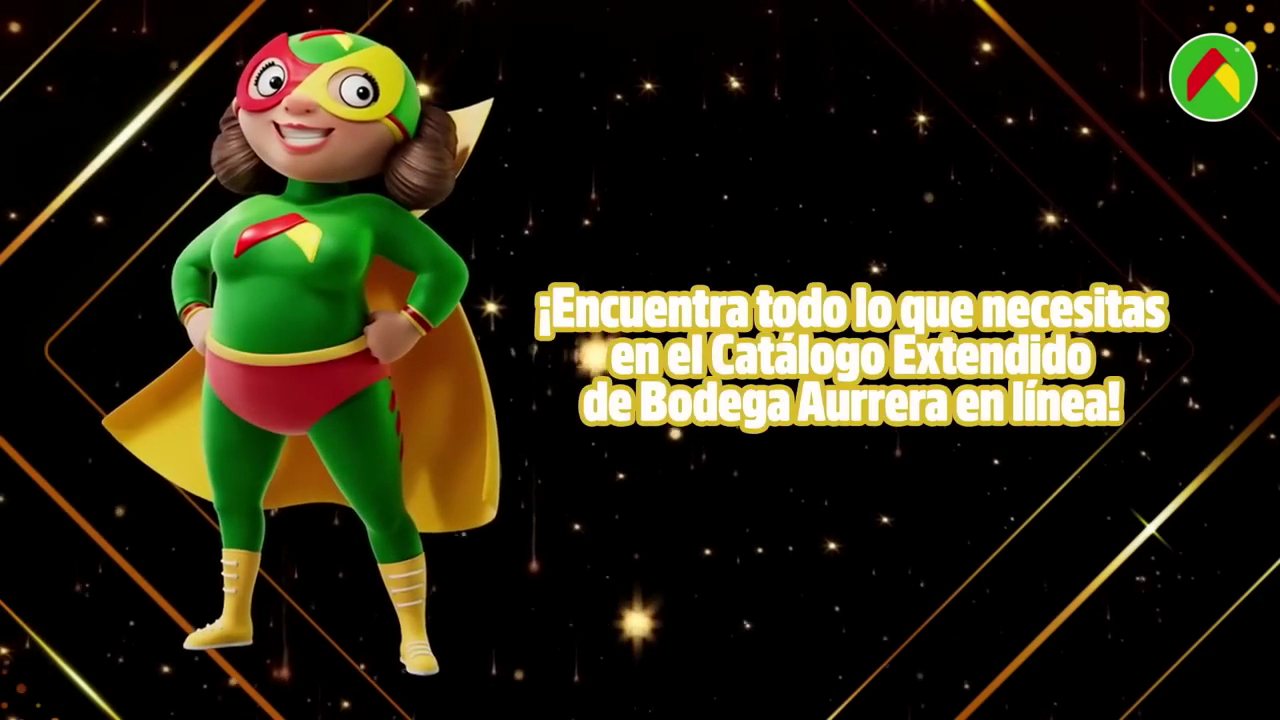 ¡Encuentra todo lo que necesitas
en el Catálogo Extendido
de Bodega Aurrera en línea!